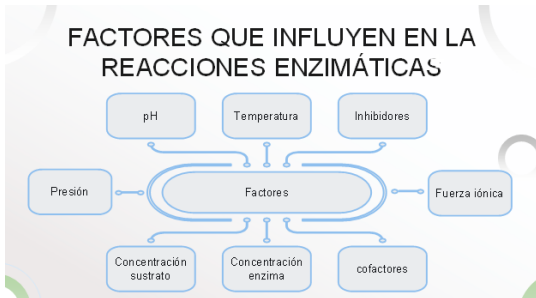 FACTORES QUE INFLUYEN EN LA
REACCIONES ENZIMÁTICAS
pH
Temperatura
Inhibidores
Presión
Factores
Fuerza iónica
Concentración
sustrato
Concentración
enzima
cofactores